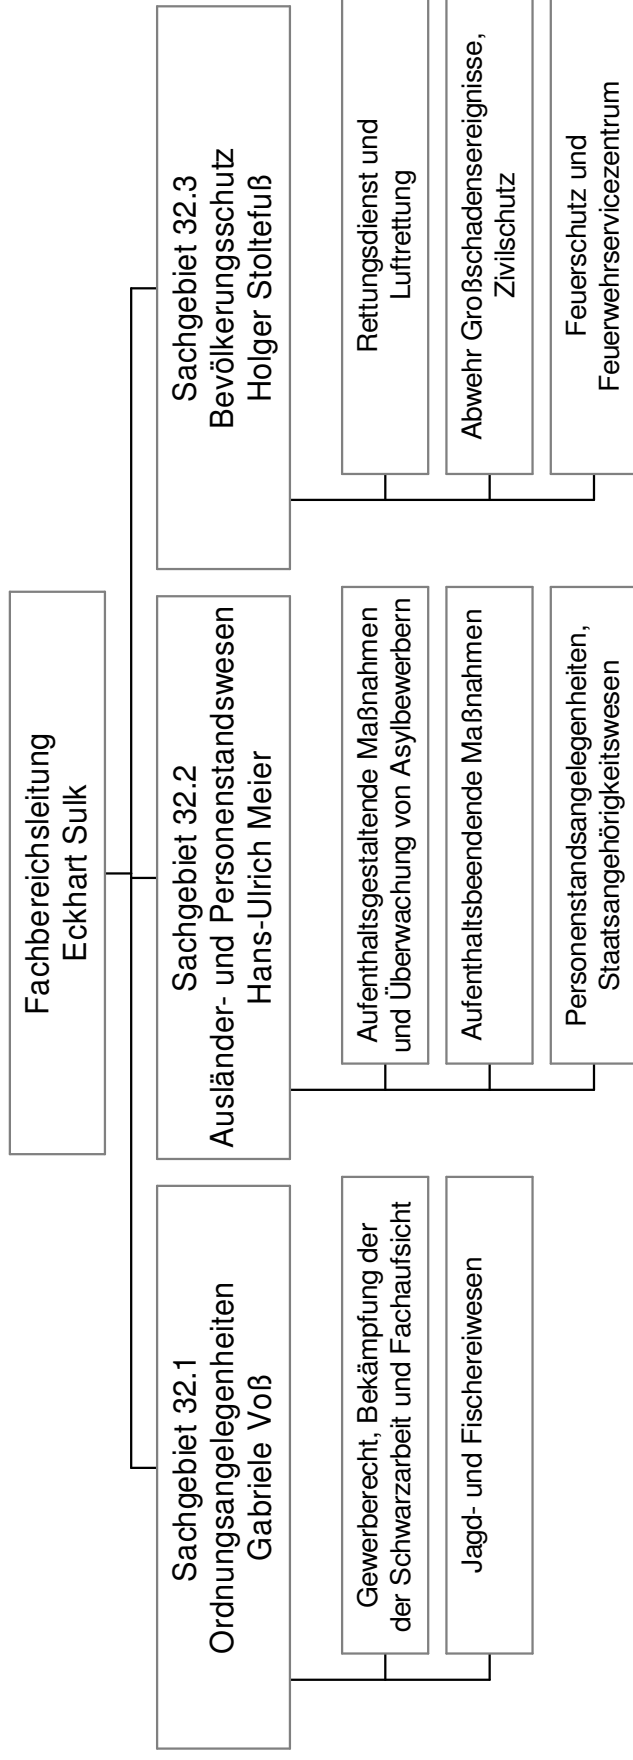 Fachbereichsleitung
Eckhart Sulk
Sachgebiet 32.1
Ordnungsangelegenheiten
Gabriele Voß
Gewerberecht, Bekämpfung der
der Schwarzarbeit und Fachaufsicht
Jagd- und Fischereiwesen
Sachgebiet 32.2
Ausländer- und Personenstandswesen
Hans-Ulrich Meier
Aufenthaltsgestaltende Maßnahmen
und Überwachung von Asylbewerbern
Aufenthaltsbeendende Maßnahmen
Personenstandsangelegenheiten,
Staatsangehörigkeitswesen
Sachgebiet 32.3
Bevölkerungsschutz
Holger Stoltefuß
Rettungsdienst und
Luftrettung
Abwehr Großschadensereignisse,
Zivilschutz
Feuerschutz und
Feuerwehrservicezentrum